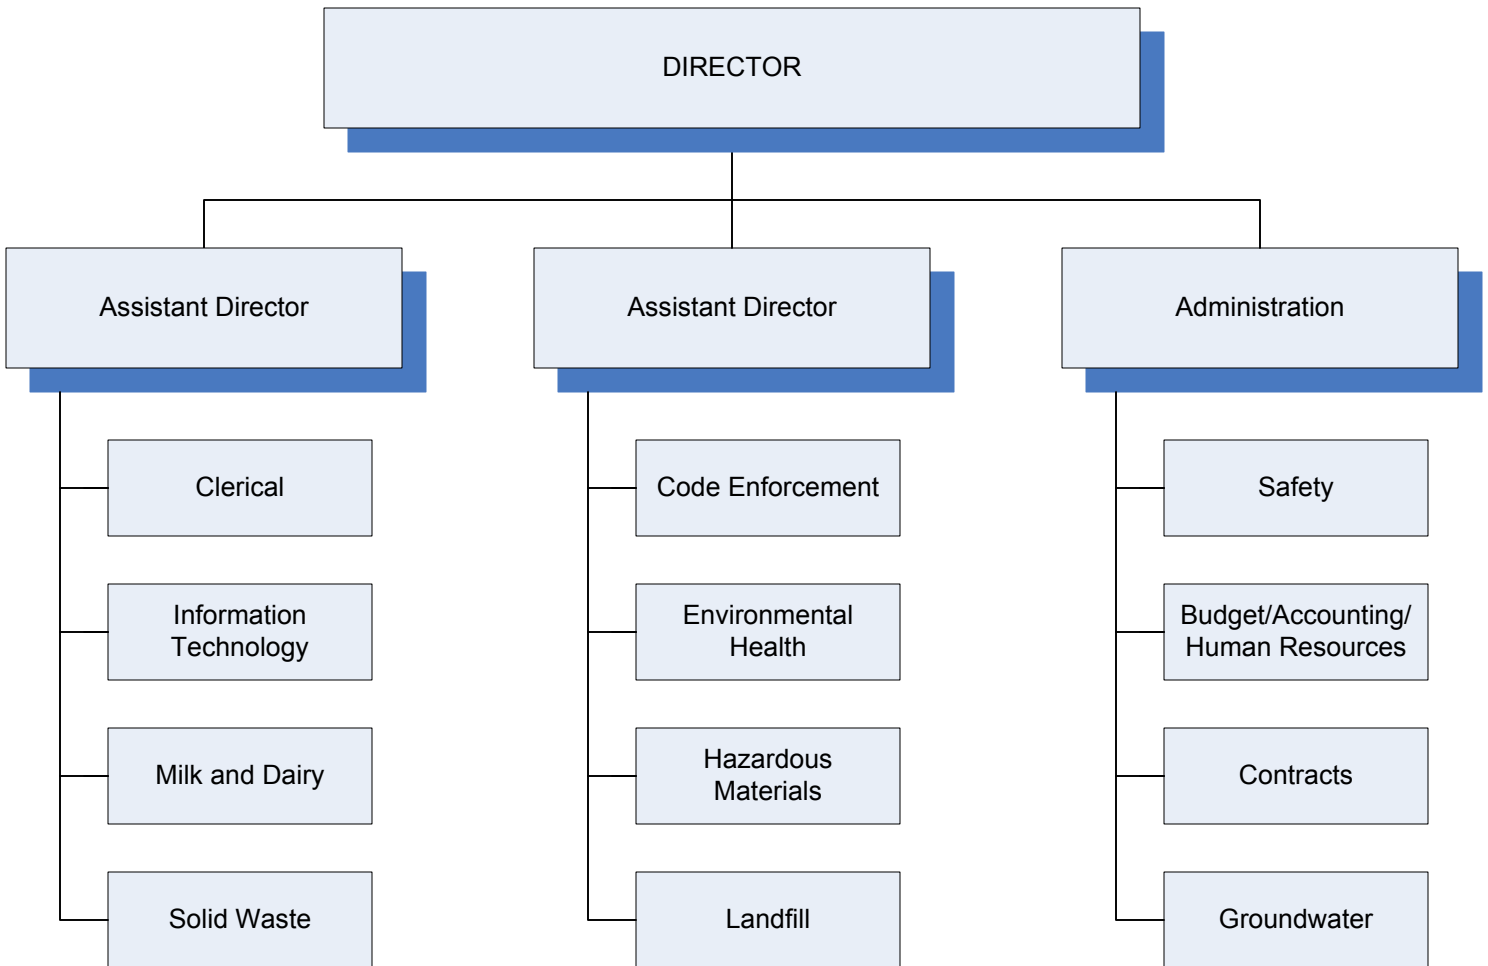 DIRECTOR
Assistant Director
Assistant Director
Administration
Clerical
Code Enforcement
Safety
Information
Technology
Environmental
Health
Budget/Accounting/
Human Resources
Milk and Dairy
Hazardous
Materials
Contracts
Solid Waste
Landfill
Groundwater